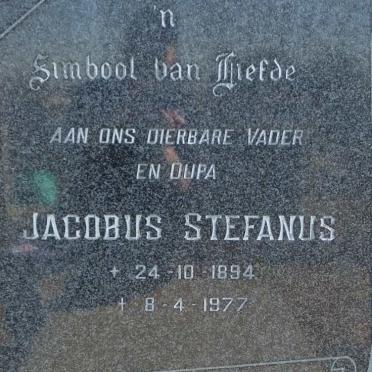 'n
Simbool van Liefde
AAN ONS DIERBARE VADER
EN OUPA
JACOBUS STEFANUS
+ 24-10-1894
+ 8-4-1977